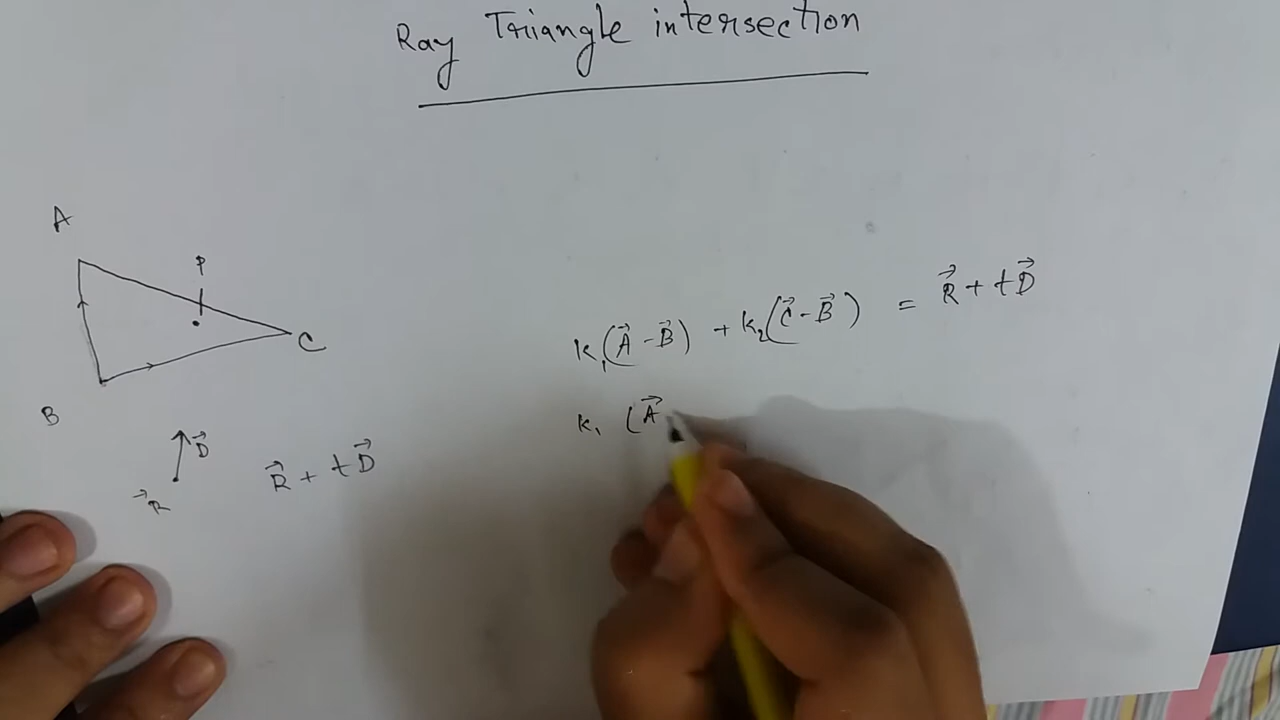 Ray Triangle intersection
A
P
C
B
D⃗
R⃗
R⃗ + tD⃗
k₁(A⃗ - B⃗) + k₂(C⃗ - B⃗) = R⃗ + tD⃗
k₁ (A⃗